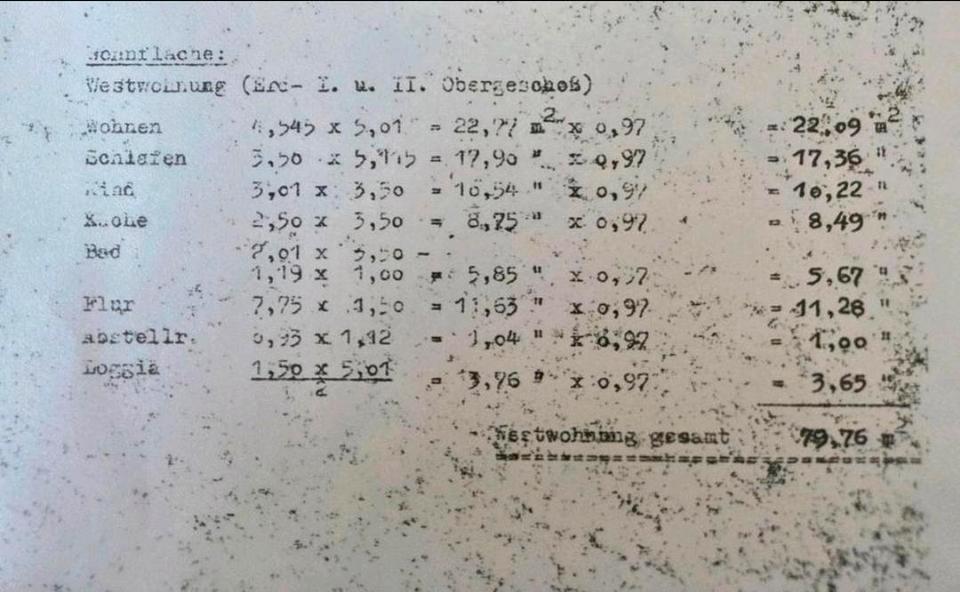 Wohnfläche:
Westwohnung (Erd- I. u. II. Obergeschoß)
Wohnen 4,545 x 5,01 = 22,77 m² x 0,97 = 22,09 m²
Schlafen 3,50 x 5,115 = 17,90 " x 0,97 = 17,36 "
Kind 3,01 x 3,50 = 10,54 " x 0,97 = 10,22 "
Küche 2,50 x 3,50 = 8,75 " x 0,97 = 8,49 "
Bad 2,01 x 3,50 -
1,19 x 1,00 = 5,85 " x 0,97 = 5,67 "
Flur 7,75 x 1,50 = 11,63 " x 0,97 = 11,28 "
Abstellr. 0,93 x 1,12 = 1,04 " x 0,97 = 1,00 "
Loggia 1,50 x 5,01 = 3,76 " x 0,97 = 3,65 "
2
Westwohnung gesamt 79,76 m